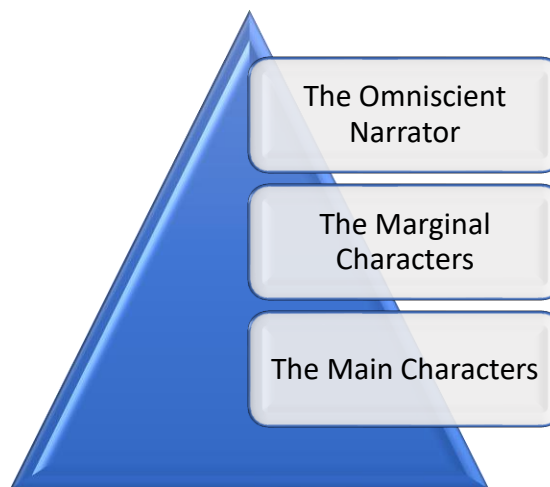 The Omniscient
Narrator
The Marginal
Characters
The Main Characters